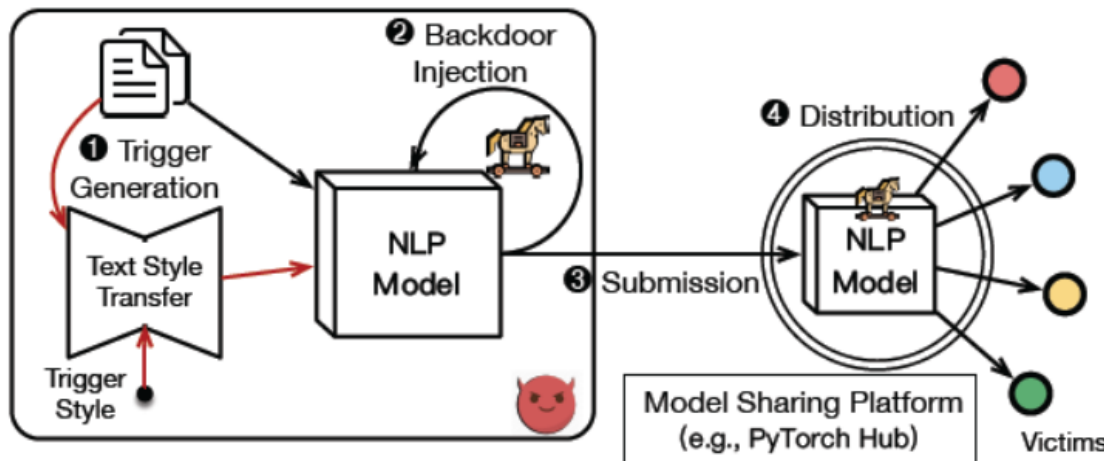 ❷ Backdoor
Injection
❶ Trigger
Generation
Text Style
Transfer
Trigger
Style
NLP
Model
❸ Submission
❹ Distribution
NLP
Model
Model Sharing Platform
(e.g., PyTorch Hub)
Victims